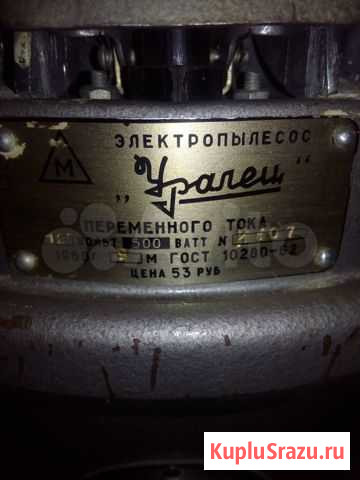 М
ЭЛЕКТРОПЫЛЕСОС
„Уралец"
ПЕРЕМЕННОГО ТОКА
500 ВАТТ N
М ГОСТ 10280-62
ЦЕНА 53 РУБ
KupluSrazu.ru